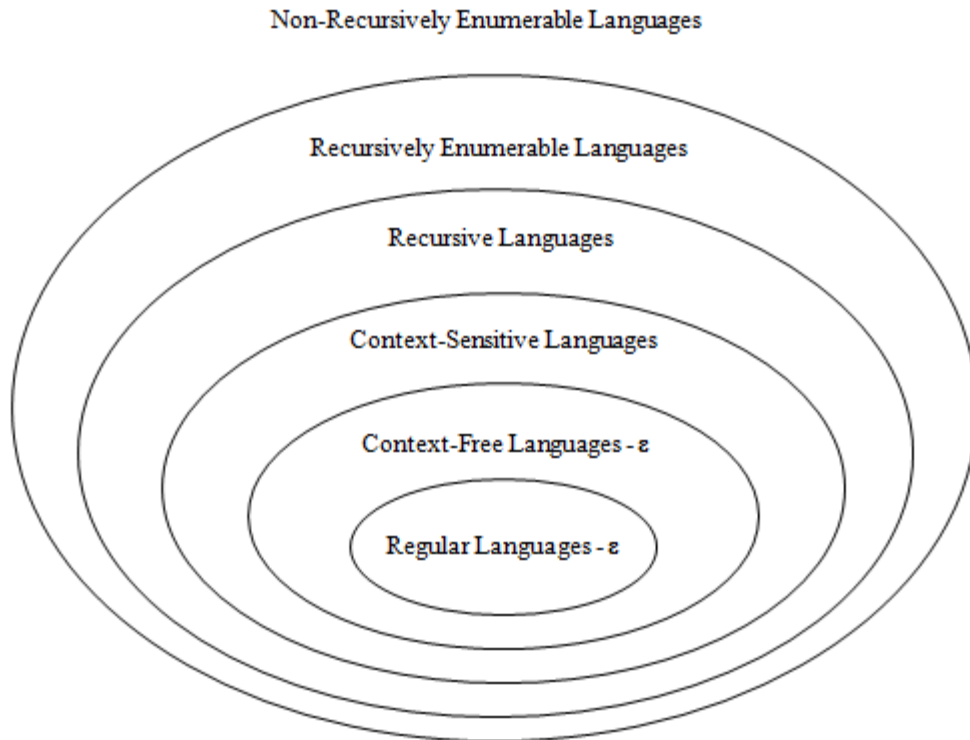 Non-Recursively Enumerable Languages
Recursively Enumerable Languages
Recursive Languages
Context-Sensitive Languages
Context-Free Languages - ε
Regular Languages - ε